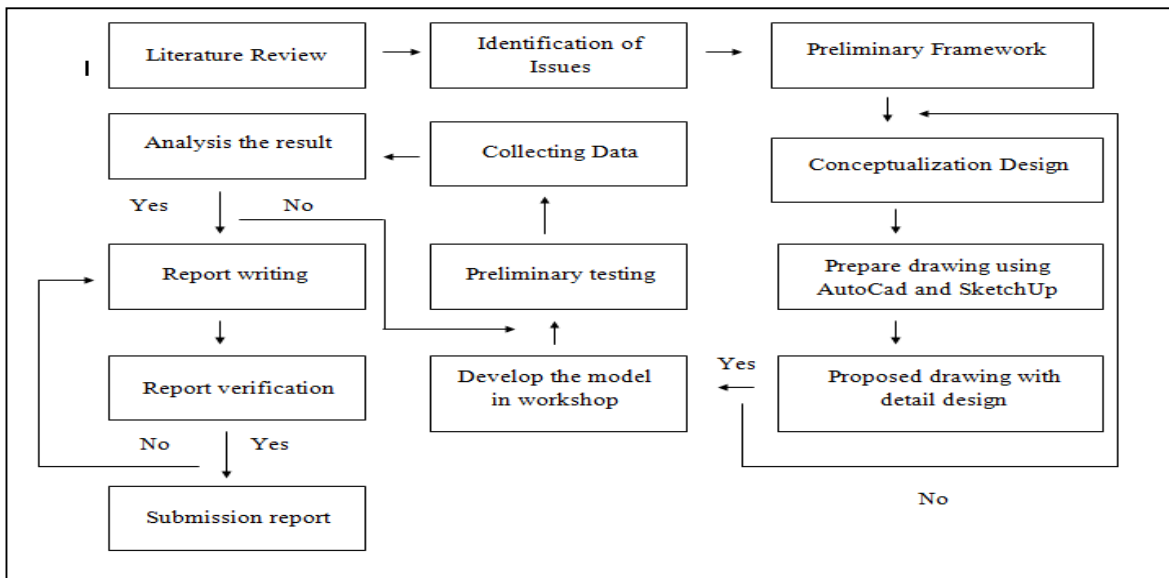 Literature Review
Identification of
Issues
Preliminary Framework
I
Analysis the result
Collecting Data
Conceptualization Design
Yes
No
Report writing
Preliminary testing
Prepare drawing using
AutoCad and SketchUp
Report verification
Develop the model
in workshop
Yes
Proposed drawing with
detail design
No
Yes
No
Submission report